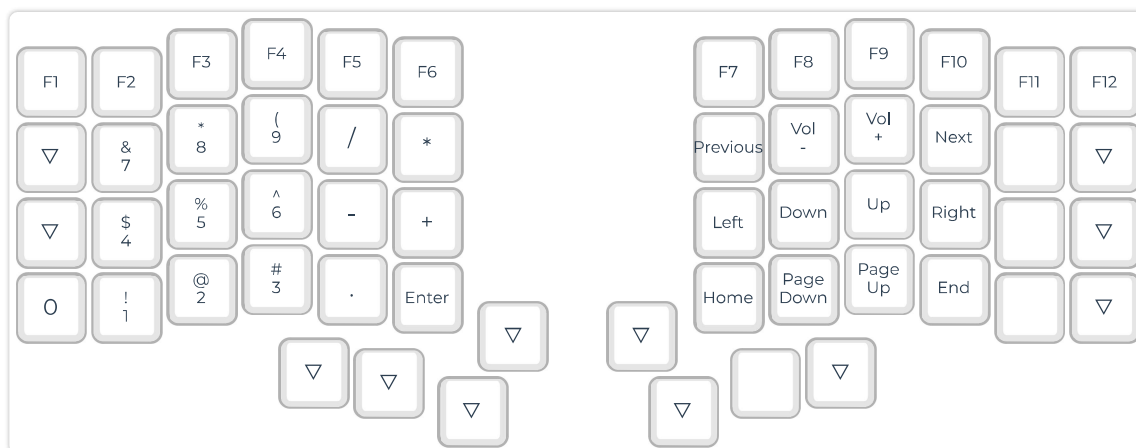 F1
F2
F3
F4
F5
F6
F7
F8
F9
F10
F11
F12
▽
&
7
*
8
(
9
/
*
Previous
Vol
-
Vol
+
Next
▽
▽
$
4
%
5
^
6
-
+
Left
Down
Up
Right
▽
0
!
1
@
2
#
3
.
Enter
Home
Page
Down
Page
Up
End
▽
▽
▽
▽
▽
▽
▽
▽
▽